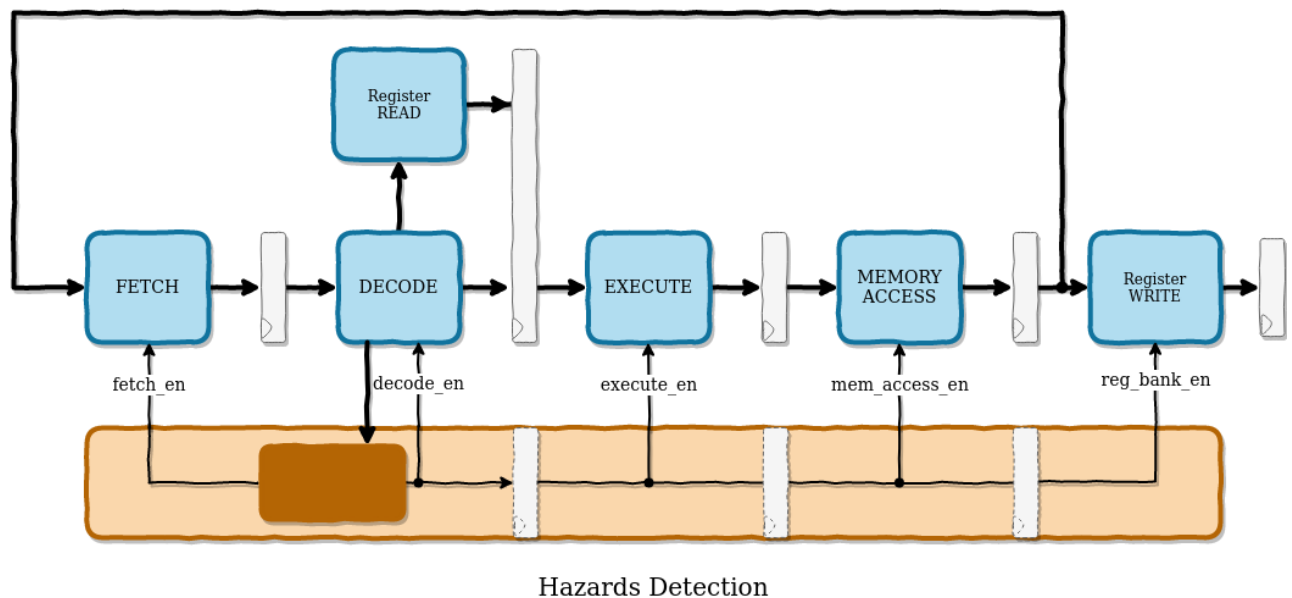 Register
READ
FETCH
DECODE
EXECUTE
MEMORY
ACCESS
Register
WRITE
fetch_en
decode_en
execute_en
mem_access_en
reg_bank_en
Hazards Detection